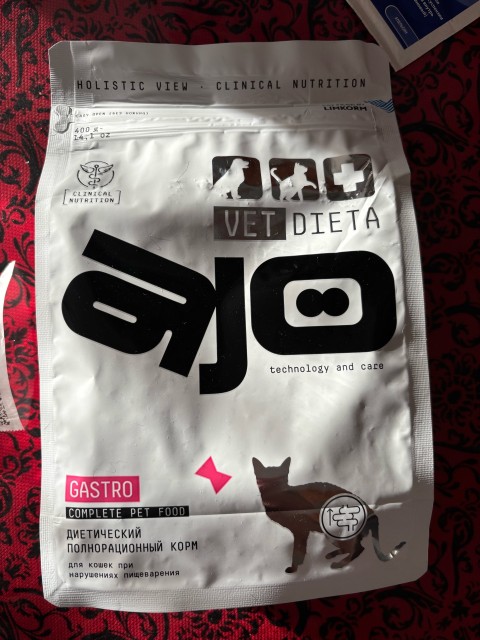 HOLISTIC VIEW · CLINICAL NUTRITION
LIMKORM
400 g
14,1 oz
CLINICAL
NUTRITION
VET DIETA
ajo
technology and care
GASTRO
COMPLETE PET FOOD
ДИЕТИЧЕСКИЙ
ПОЛНОРАЦИОННЫЙ КОРМ
для кошек при
нарушениях пищеварения